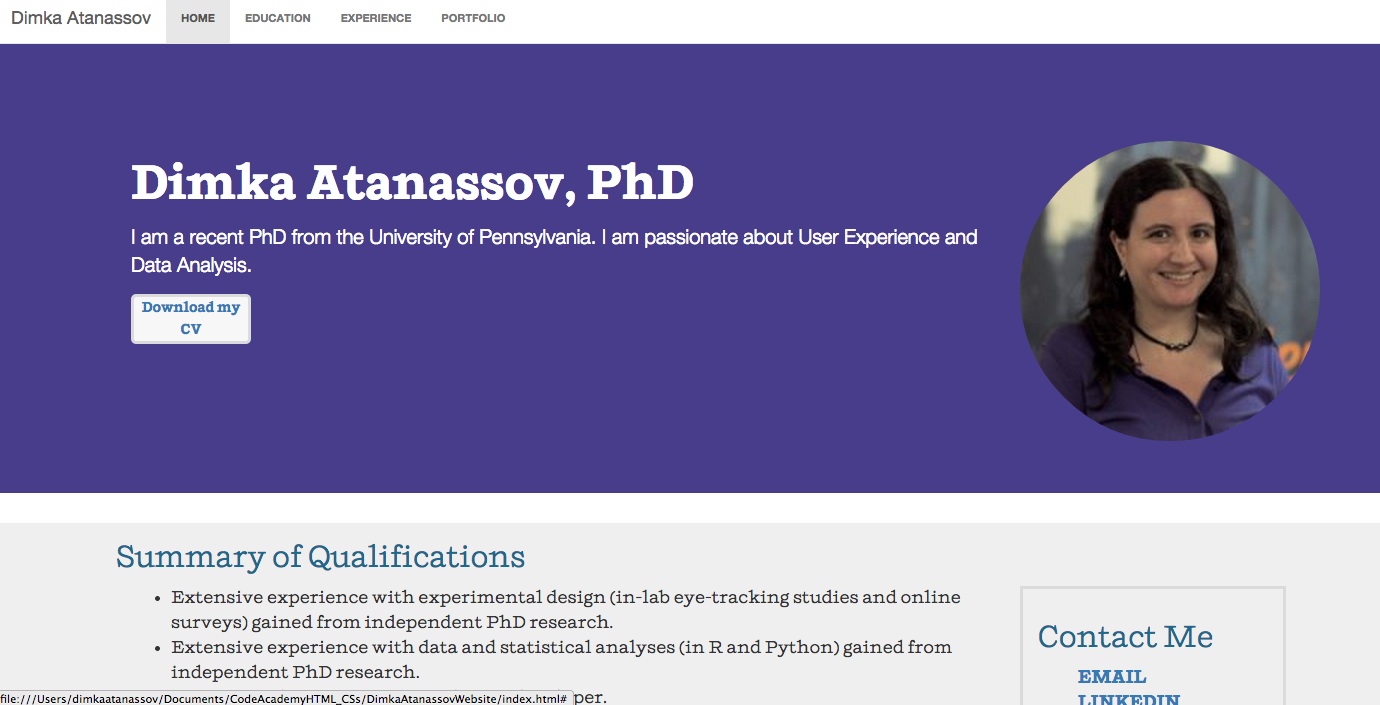 Dimka Atanassov HOME EDUCATION EXPERIENCE PORTFOLIO
Dimka Atanassov, PhD
I am a recent PhD from the University of Pennsylvania. I am passionate about User Experience and
Data Analysis.
Download my
CV
Summary of Qualifications
• Extensive experience with experimental design (in-lab eye-tracking studies and online
surveys) gained from independent PhD research.
• Extensive experience with data and statistical analyses (in R and Python) gained from
independent PhD research.
per.
Contact Me
EMAIL
LINKEDIN
file:///Users/dimkaatanassov/Documents/CodeAcademyHTML_CSs/DimkaAtanassovWebsite/index.html#